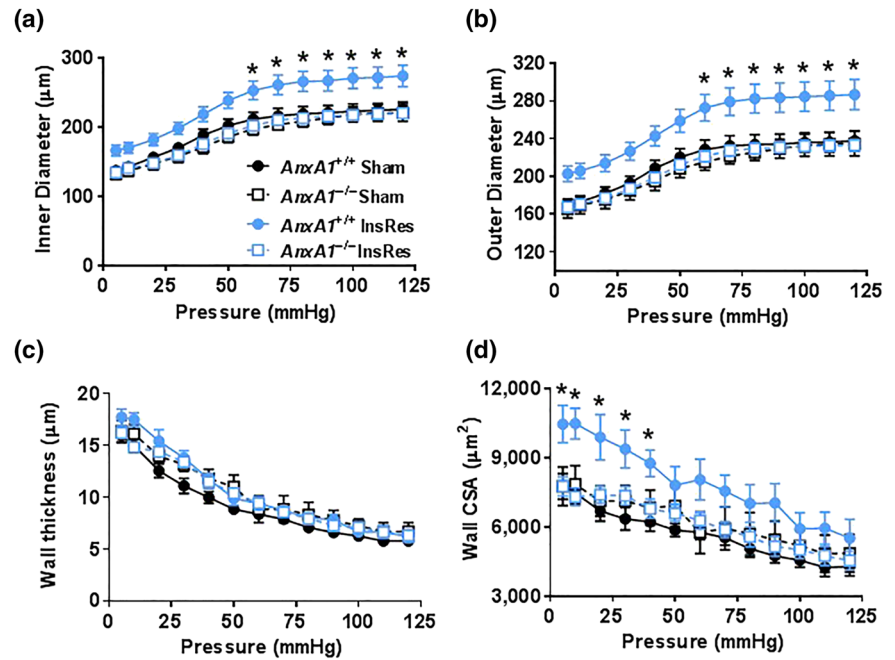 (a)
Inner Diameter (μm)
300
200
100
0
0 25 50 75 100 125
Pressure (mmHg)
* * * * * * *
AnxA1+/+ Sham
AnxA1−/− Sham
AnxA1+/+ InsRes
AnxA1−/− InsRes
(b)
Outer Diameter (μm)
320
280
240
200
160
120
0 25 50 75 100 125
Pressure (mmHg)
* * * * * * *
(c)
Wall thickness (μm)
20
15
10
5
0
0 25 50 75 100 125
Pressure (mmHg)
(d)
Wall CSA (μm²)
12,000
9,000
6,000
3,000
0 25 50 75 100 125
Pressure (mmHg)
* * * * *